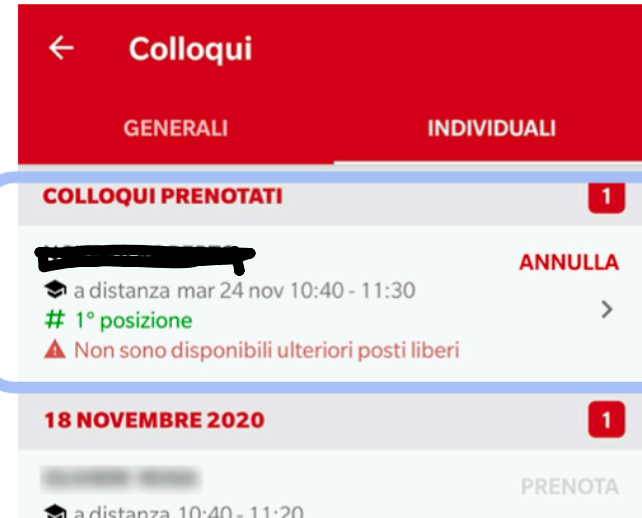 Colloqui
GENERALI INDIVIDUALI
COLLOQUI PRENOTATI 1
ANNULLA
a distanza mar 24 nov 10:40 - 11:30
# 1° posizione
Non sono disponibili ulteriori posti liberi
18 NOVEMBRE 2020 1
PRENOTA
a distanza 10:40 - 11:20